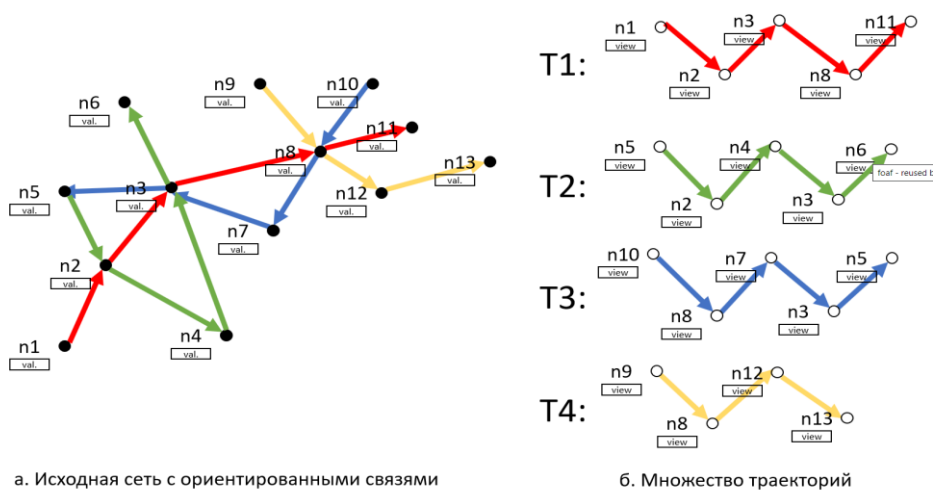 n9
val.
n10
val.
n6
val.
n11
val.
n8
val.
n13
val.
n5
val.
n3
val.
n12
val.
n7
val.
n2
val.
n4
val.
n1
val.
а. Исходная сеть с ориентированными связями
T1:
n1
view
n3
view
n11
view
n2
view
n8
view
T2:
n5
view
n4
view
n6
view
foaf - reused b
n2
view
n3
view
T3:
n10
view
n7
view
n5
view
n8
view
n3
view
T4:
n9
view
n12
view
n8
view
n13
view
б. Множество траекторий